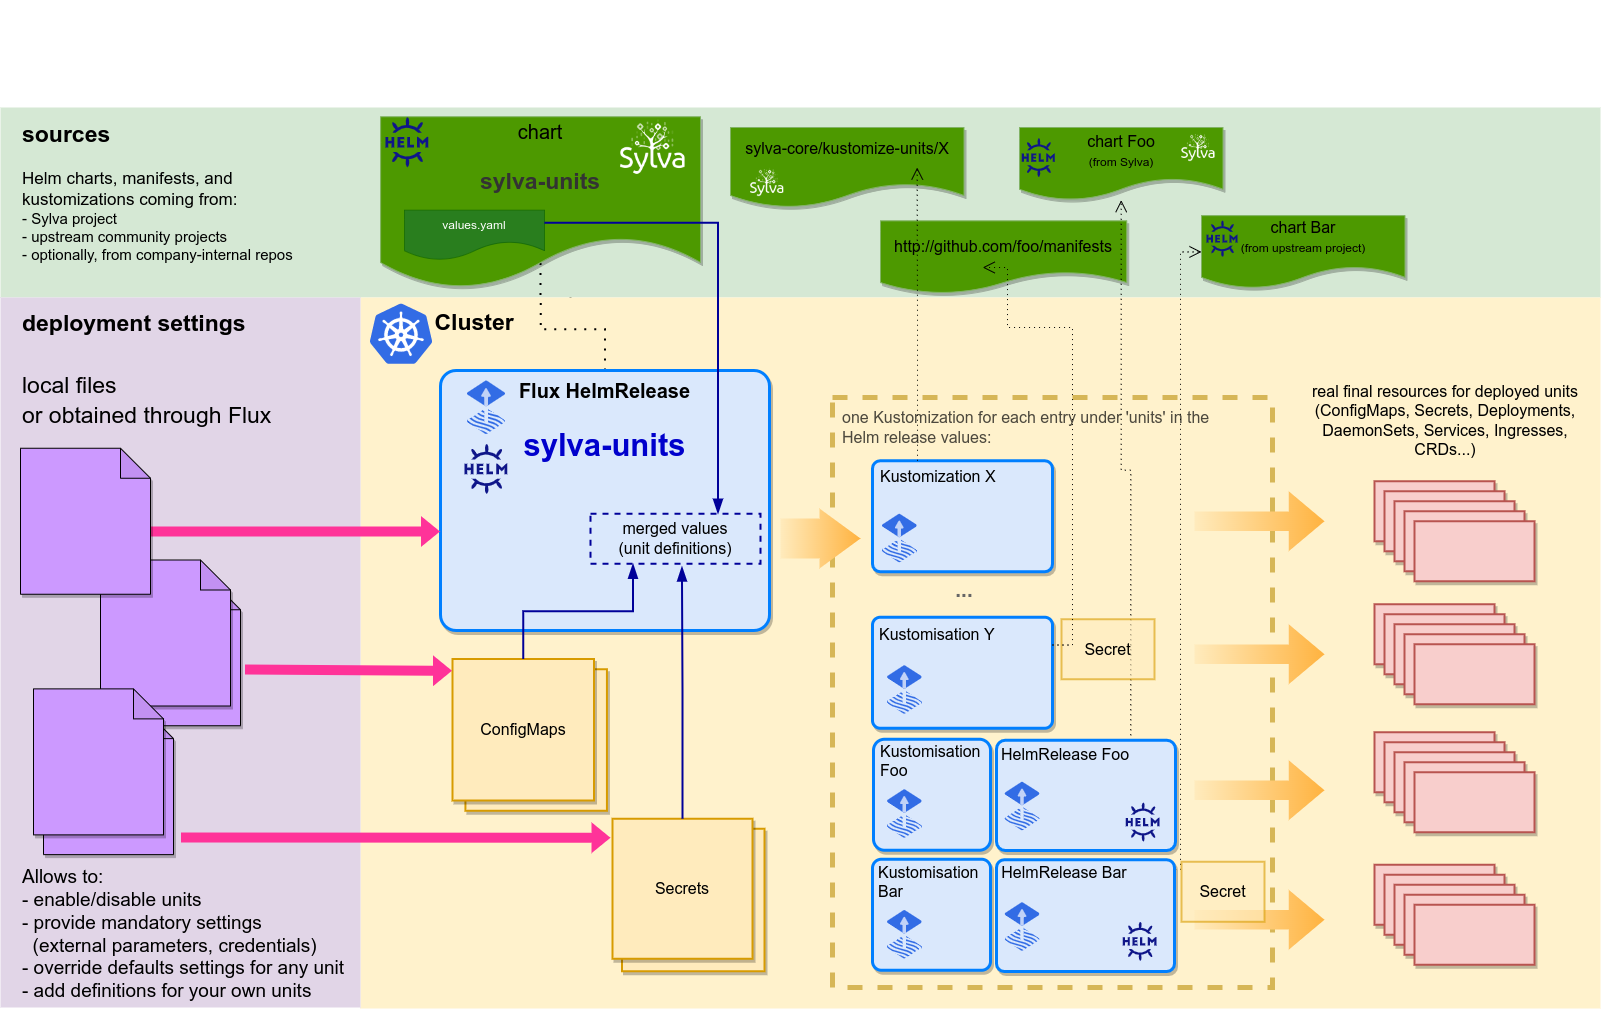 sources
Helm charts, manifests, and
kustomizations coming from:
- Sylva project
- upstream community projects
- optionally, from company-internal repos
HELM
chart
Sylva
sylva-units
values.yaml
sylva-core/kustomize-units/X
Sylva
http://github.com/foo/manifests
HELM
chart Foo
(from Sylva)
Sylva
HELM
chart Bar
(from upstream project)
deployment settings
local files
or obtained through Flux
Allows to:
- enable/disable units
- provide mandatory settings
(external parameters, credentials)
- override defaults settings for any unit
- add definitions for your own units
Cluster
Flux HelmRelease
sylva-units
HELM
merged values
(unit definitions)
ConfigMaps
Secrets
one Kustomization for each entry under 'units' in the
Helm release values:
Kustomization X
...
Kustomisation Y
Secret
Kustomisation
Foo
HelmRelease Foo
HELM
Kustomisation
Bar
HelmRelease Bar
HELM
Secret
real final resources for deployed units
(ConfigMaps, Secrets, Deployments,
DaemonSets, Services, Ingresses,
CRDs...)